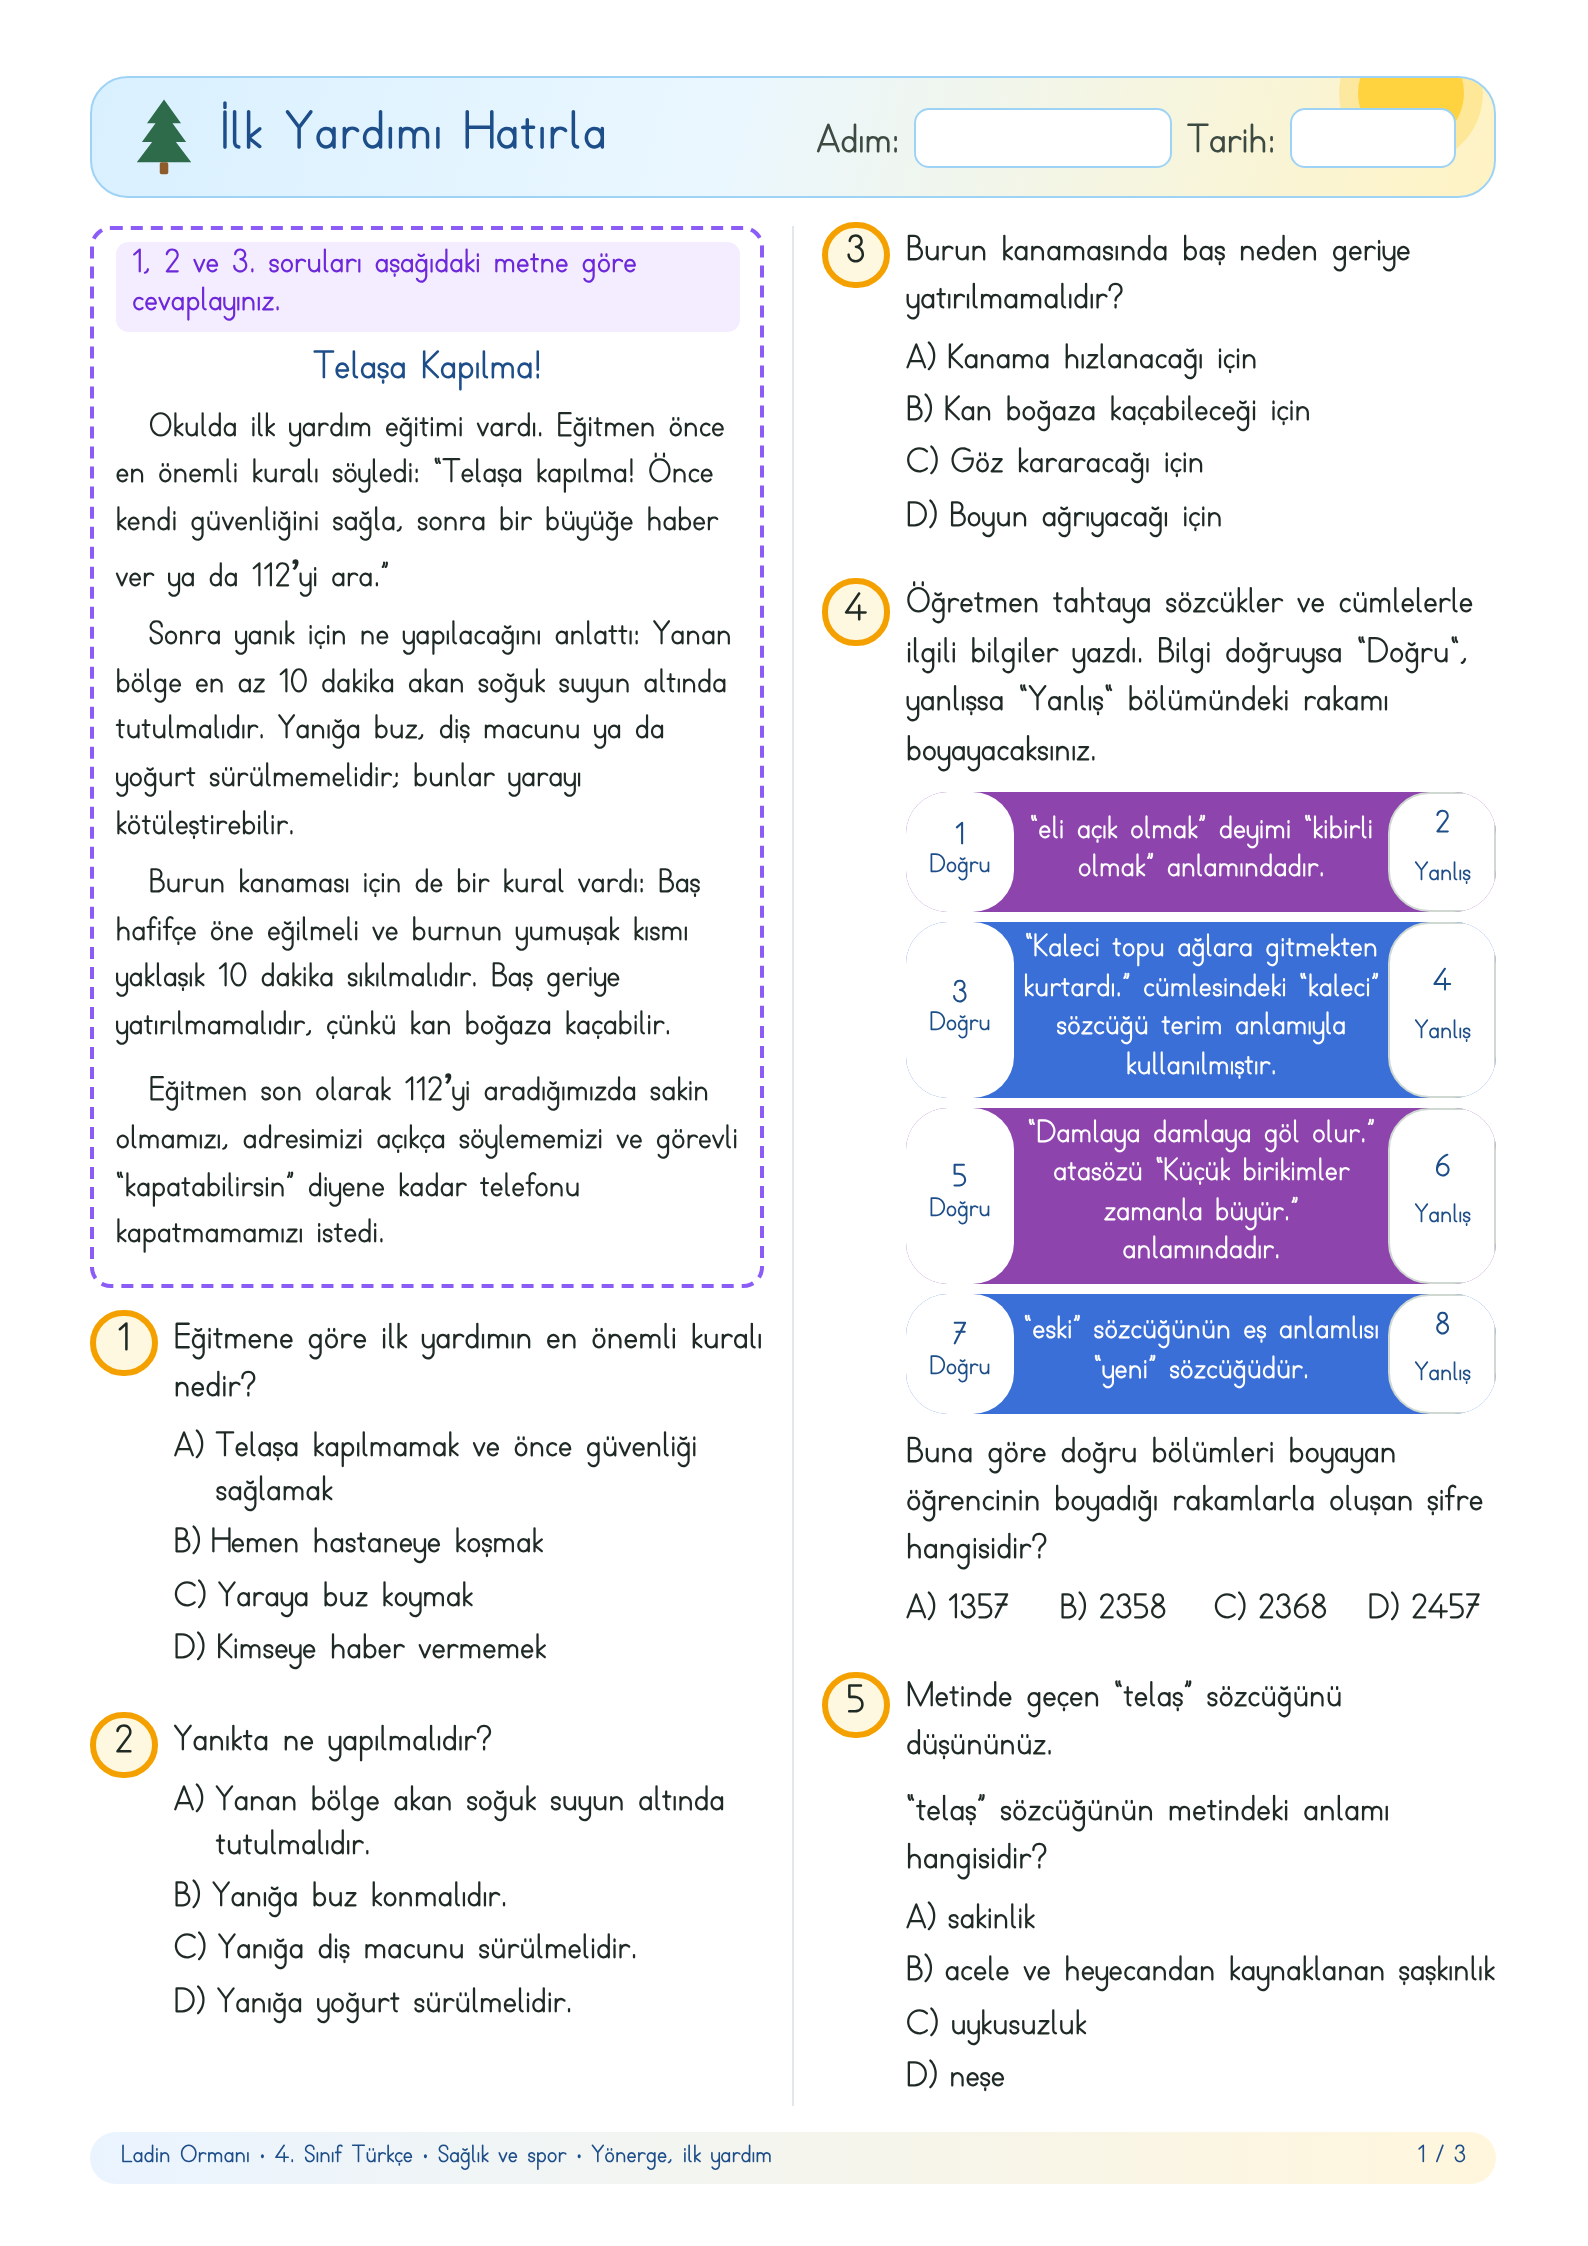 İlk Yardımı Hatırla
Adım:
Tarih:
1, 2 ve 3. soruları aşağıdaki metne göre
cevaplayınız.
Telaşa Kapılma!
Okulda ilk yardım eğitimi vardı. Eğitmen önce
en önemli kuralı söyledi: “Telaşa kapılma! Önce
kendi güvenliğini sağla, sonra bir büyüğe haber
ver ya da 112’yi ara.”
Sonra yanık için ne yapılacağını anlattı: Yanan
bölge en az 10 dakika akan soğuk suyun altında
tutulmalıdır. Yanığa buz, diş macunu ya da
yoğurt sürülmemelidir; bunlar yarayı
kötüleştirebilir.
Burun kanaması için de bir kural vardı: Baş
hafifçe öne eğilmeli ve burnun yumuşak kısmı
yaklaşık 10 dakika sıkılmalıdır. Baş geriye
yatırılmamalıdır, çünkü kan boğaza kaçabilir.
Eğitmen son olarak 112’yi aradığımızda sakin
olmamızı, adresimizi açıkça söylememizi ve görevli
“kapatabilirsin” diyene kadar telefonu
kapatmamamızı istedi.
1
Eğitmene göre ilk yardımın en önemli kuralı
nedir?
A) Telaşa kapılmamak ve önce güvenliği
sağlamak
B) Hemen hastaneye koşmak
C) Yaraya buz koymak
D) Kimseye haber vermemek
2
Yanıkta ne yapılmalıdır?
A) Yanan bölge akan soğuk suyun altında
tutulmalıdır.
B) Yanığa buz konmalıdır.
C) Yanığa diş macunu sürülmelidir.
D) Yanığa yoğurt sürülmelidir.
3
Burun kanamasında baş neden geriye
yatırılmamalıdır?
A) Kanama hızlanacağı için
B) Kan boğaza kaçabileceği için
C) Göz kararacağı için
D) Boyun ağrıyacağı için
4
Öğretmen tahtaya sözcükler ve cümlelerle
ilgili bilgiler yazdı. Bilgi doğruysa “Doğru“,
yanlışsa “Yanlış“ bölümündeki rakamı
boyayacaksınız.
1
Doğru
“eli açık olmak” deyimi “kibirli
olmak” anlamındadır.
2
Yanlış
3
Doğru
“Kaleci topu ağlara gitmekten
kurtardı.” cümlesindeki “kaleci”
sözcüğü terim anlamıyla
kullanılmıştır.
4
Yanlış
5
Doğru
“Damlaya damlaya göl olur.”
atasözü “Küçük birikimler
zamanla büyür.”
anlamındadır.
6
Yanlış
7
Doğru
“eski” sözcüğünün eş anlamlısı
“yeni” sözcüğüdür.
8
Yanlış
Buna göre doğru bölümleri boyayan
öğrencinin boyadığı rakamlarla oluşan şifre
hangisidir?
A) 1357 B) 2358 C) 2368 D) 2457
5
Metinde geçen “telaş” sözcüğünü
düşününüz.
“telaş” sözcüğünün metindeki anlamı
hangisidir?
A) sakinlik
B) acele ve heyecandan kaynaklanan şaşkınlık
C) uykusuzluk
D) neşe
Ladin Ormanı • 4. Sınıf Türkçe • Sağlık ve spor • Yönerge, ilk yardım
1 / 3